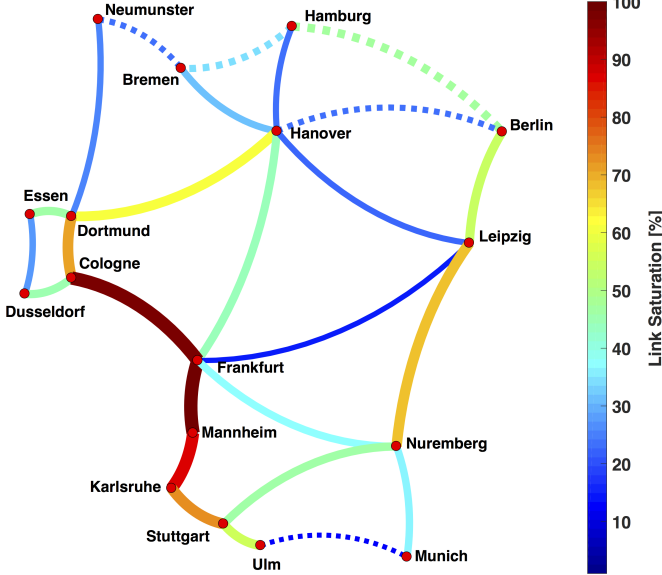 Neumunster
Hamburg
Bremen
Hanover
Berlin
Essen
Dortmund
Leipzig
Cologne
Dusseldorf
Frankfurt
Mannheim
Nuremberg
Karlsruhe
Stuttgart
Ulm
Munich
100
90
80
70
60
50
40
30
20
10
Link Saturation [%]